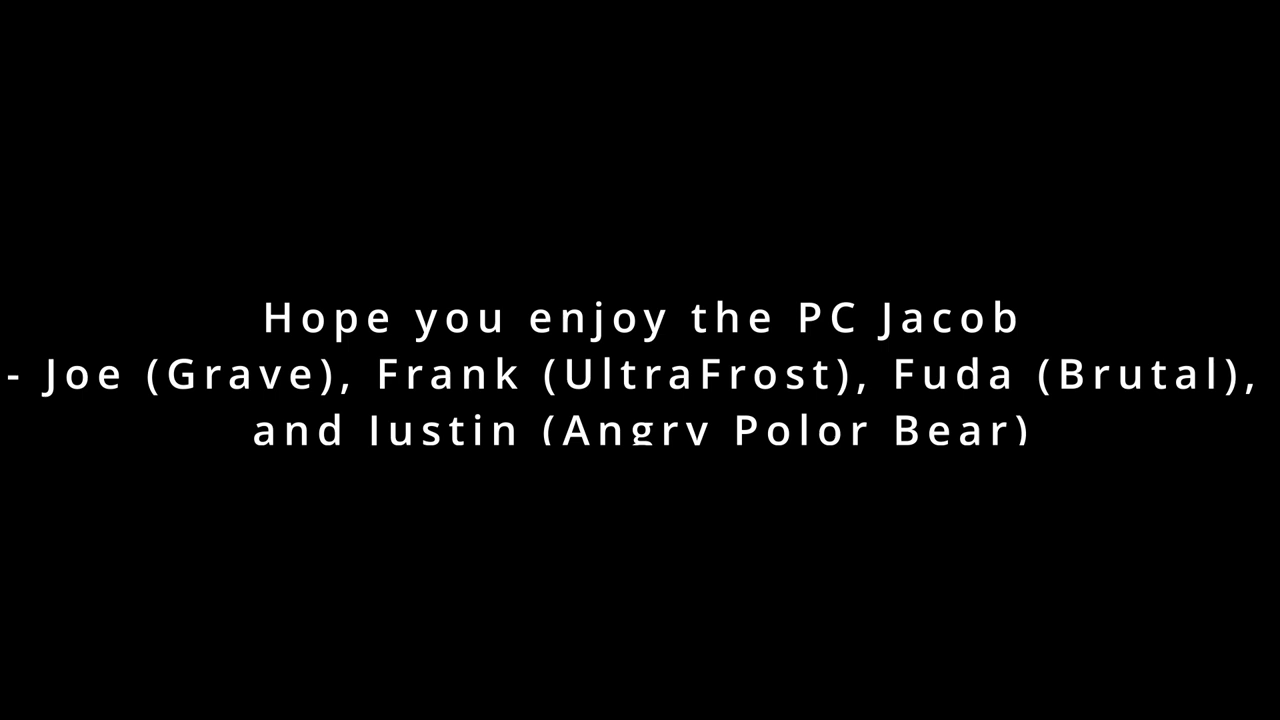 Hope you enjoy the PC Jacob
- Joe (Grave), Frank (UltraFrost), Fuda (Brutal),
and Justin (Angry Polor Bear)